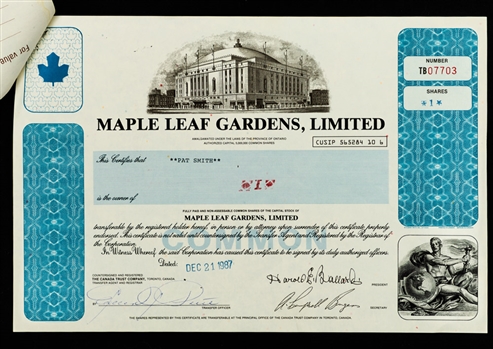 For value
NUMBER
TB07703
SHARES
*1*
MAPLE LEAF GARDENS, LIMITED
AMALGAMATED UNDER THE LAWS OF THE PROVINCE OF ONTARIO
AUTHORIZED CAPITAL COMMON SHARES
CUSIP 565284 10 6
This Certifies that
**PAT SMITH**
*1*
is the owner of
FULLY PAID AND NON-ASSESSABLE COMMON SHARES OF THE CAPITAL STOCK OF
MAPLE LEAF GARDENS, LIMITED
transferable by the registered holder hereof, in person or by attorney upon surrender of this certificate properly
endorsed. This certificate is not valid until countersigned by the Transfer Agent and Registered by the Registrar of
the Corporation.
In Witness Whereof, the said Corporation has caused this certificate to be signed by its duly authorized officers.
COMMON
Dated: DEC 21 1987
COUNTERSIGNED AND REGISTERED
THE CANADA TRUST COMPANY, TORONTO, CANADA
TRANSFER AGENT AND REGISTRAR
Harold E Ballard
PRESIDENT
TRANSFER OFFICER
SECRETARY
THE SHARES REPRESENTED BY THIS CERTIFICATE ARE TRANSFERABLE AT THE PRINCIPAL OFFICE OF THE CANADA TRUST COMPANY IN TORONTO, CANADA